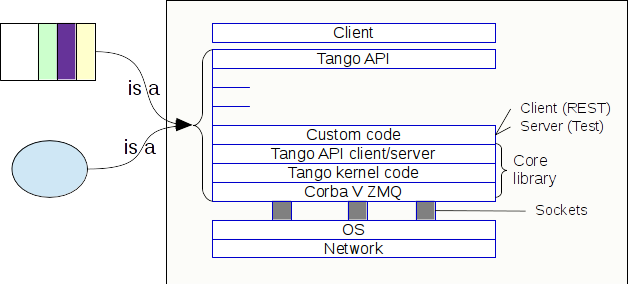 Client
Tango API
is a
is a
Custom code
Client (REST)
Server (Test)
Tango API client/server
Tango kernel code
Corba V ZMQ
Core
library
Sockets
OS
Network